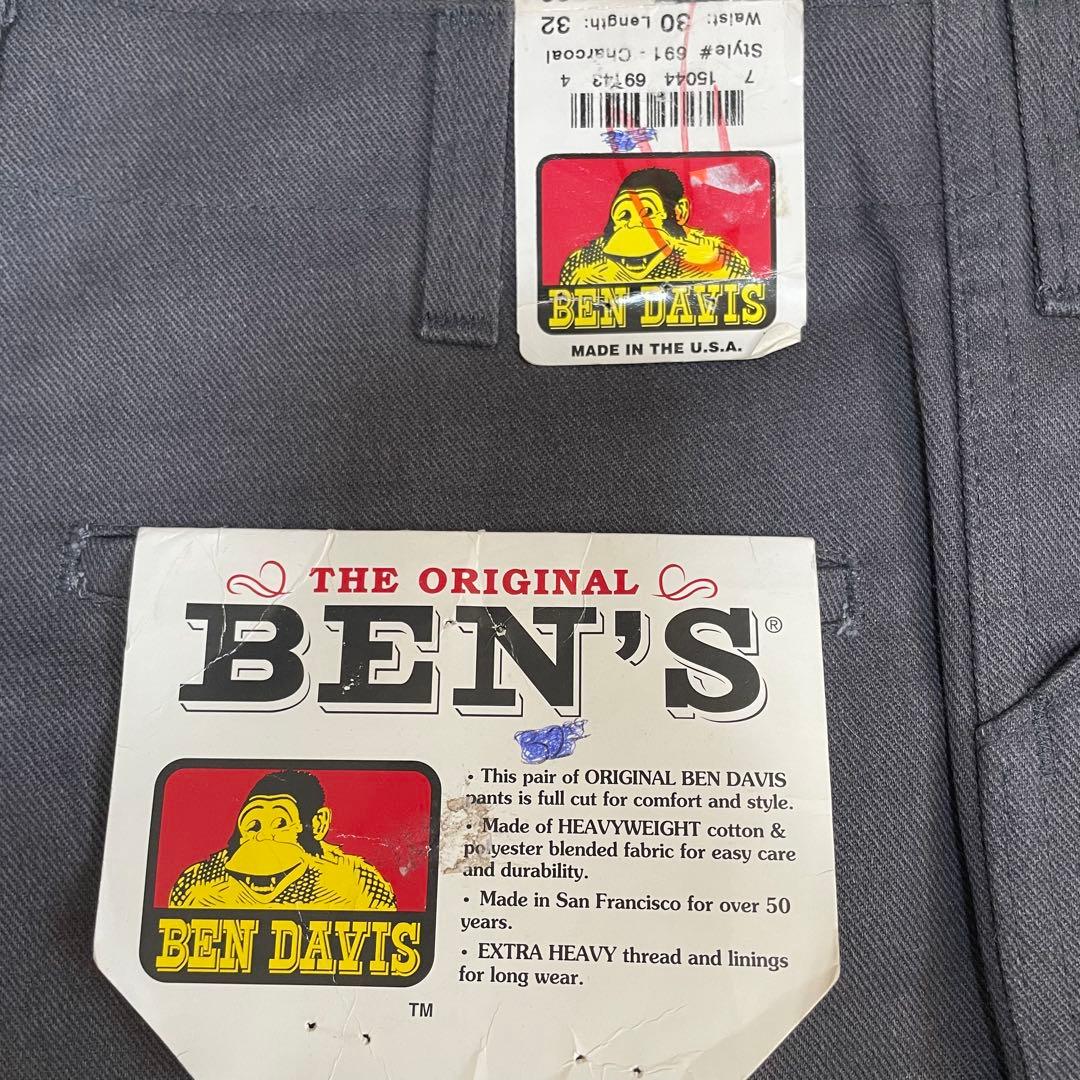 Waist: 30 Length: 32
Style# 691 - Charcoal
7 15044 69143 4
BEN DAVIS
MADE IN THE U.S.A.
THE ORIGINAL
BEN'S®
• This pair of ORIGINAL BEN DAVIS
pants is full cut for comfort and style.
• Made of HEAVYWEIGHT cotton &
polyester blended fabric for easy care
and durability.
• Made in San Francisco for over 50
years.
• EXTRA HEAVY thread and linings
for long wear.
BEN DAVIS
TM